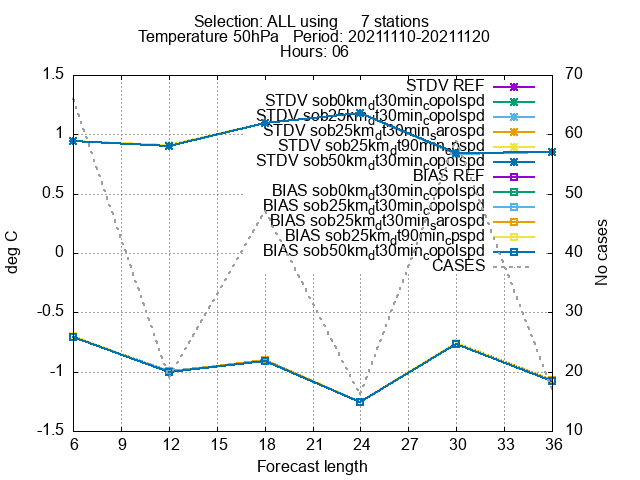 Selection: ALL using 7 stations
Temperature 50hPa Period: 20211110-20211120
Hours: 06
1.5
1
0.5
0
-0.5
-1
-1.5
deg C
70
60
50
40
30
20
10
No cases
STDV REF
STDV sob0km_dt30min_copolspd
STDV sob25km_dt30min_copolspd
STDV sob25km_dt30min_sarospd
STDV sob25km_dt90min_cpspd
STDV sob50km_dt30min_copolspd
BIAS REF
BIAS sob0km_dt30min_copolspd
BIAS sob25km_dt30min_copolspd
BIAS sob25km_dt30min_sarospd
BIAS sob25km_dt90min_cpspd
BIAS sob50km_dt30min_copolspd
CASES
6 9 12 15 18 21 24 27 30 33 36
Forecast length